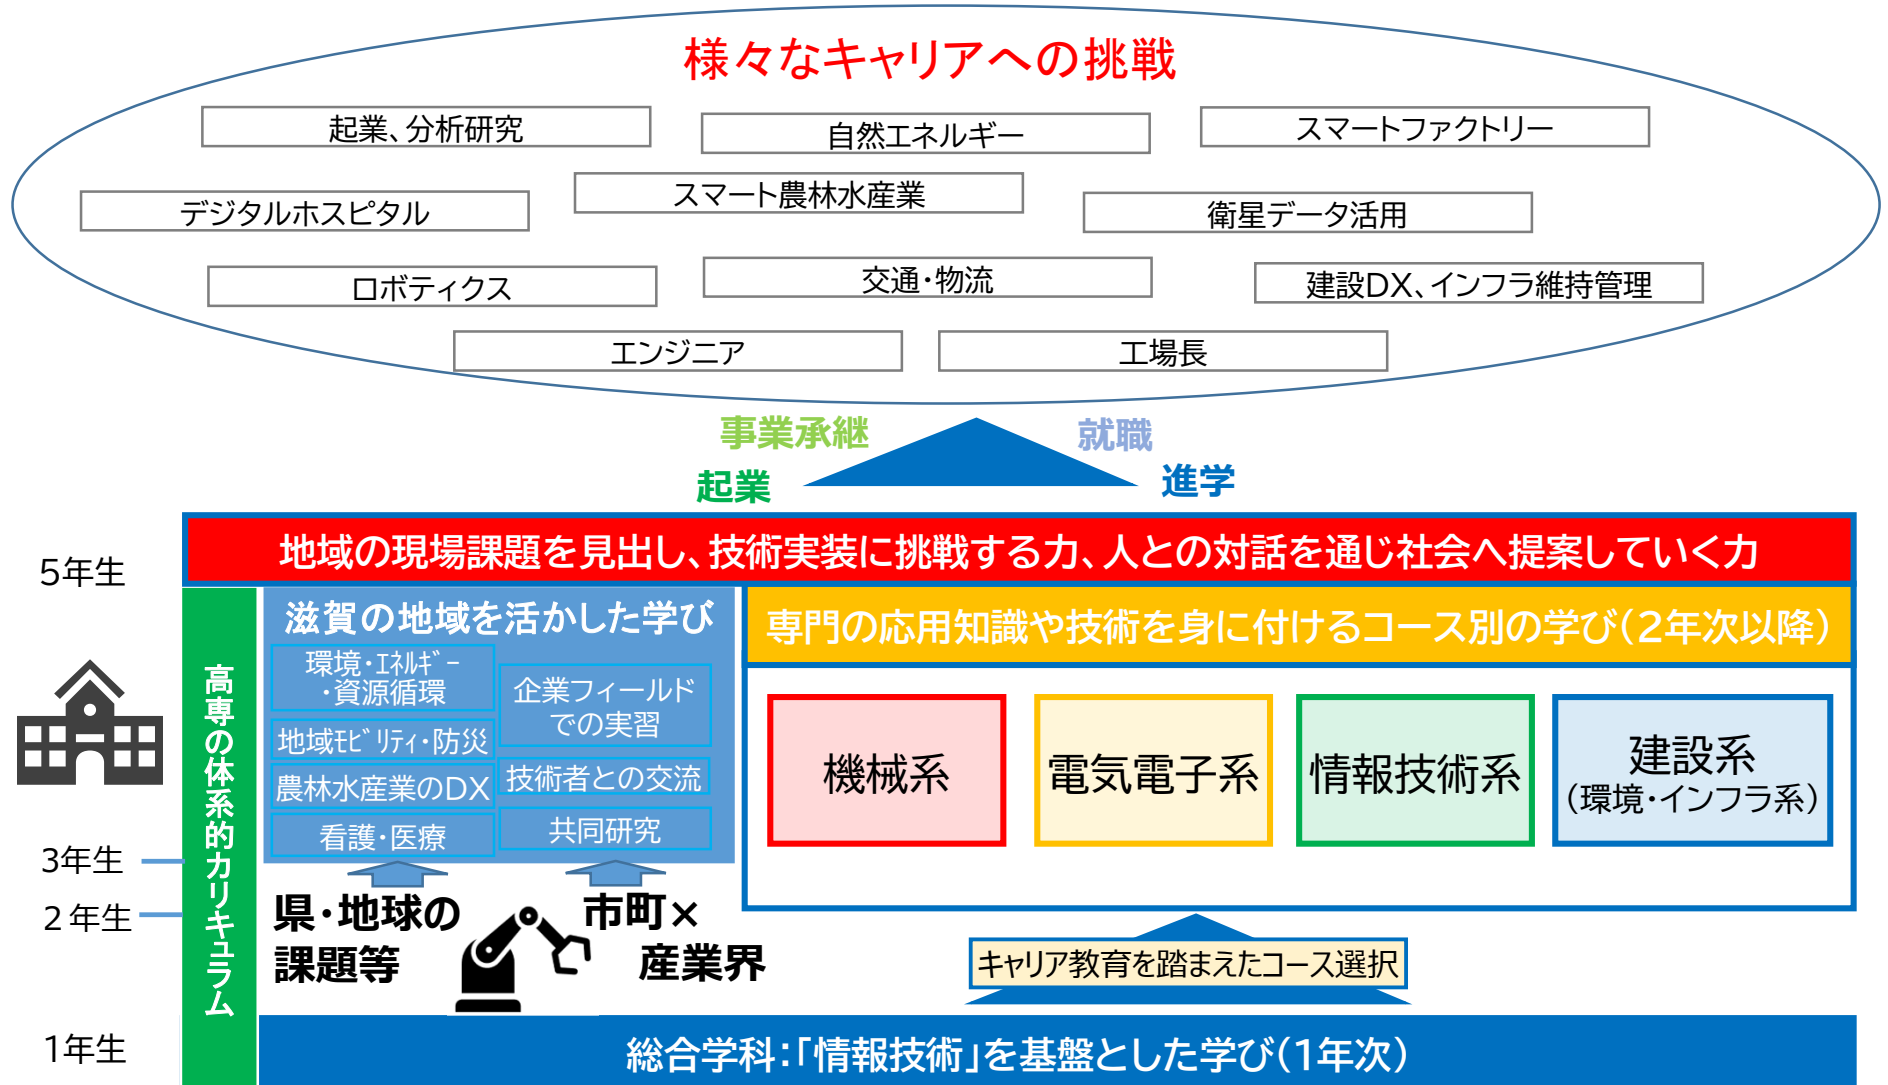 様々なキャリアへの挑戦
起業、分析研究
自然エネルギー
スマートファクトリー
デジタルホスピタル
スマート農林水産業
衛星データ活用
ロボティクス
交通・物流
建設DX、インフラ維持管理
エンジニア
工場長
事業承継
就職
起業
進学
地域の現場課題を見出し、技術実装に挑戦する力、人との対話を通じ社会へ提案していく力
5年生
3年生
２年生
1年生
高専の体系的カリキュラム
滋賀の地域を活かした学び
環境・ｴﾈﾙｷﾞｰ
・資源循環
地域ﾓﾋﾞﾘﾃｨ・防災
農林水産業のDX
看護・医療
企業フィールド
での実習
技術者との交流
共同研究
県・地球の
課題等
市町×
産業界
専門の応用知識や技術を身に付けるコース別の学び（2年次以降）
機械系
電気電子系
情報技術系
建設系
（環境・インフラ系）
キャリア教育を踏まえたコース選択
総合学科：「情報技術」を基盤とした学び（1年次）